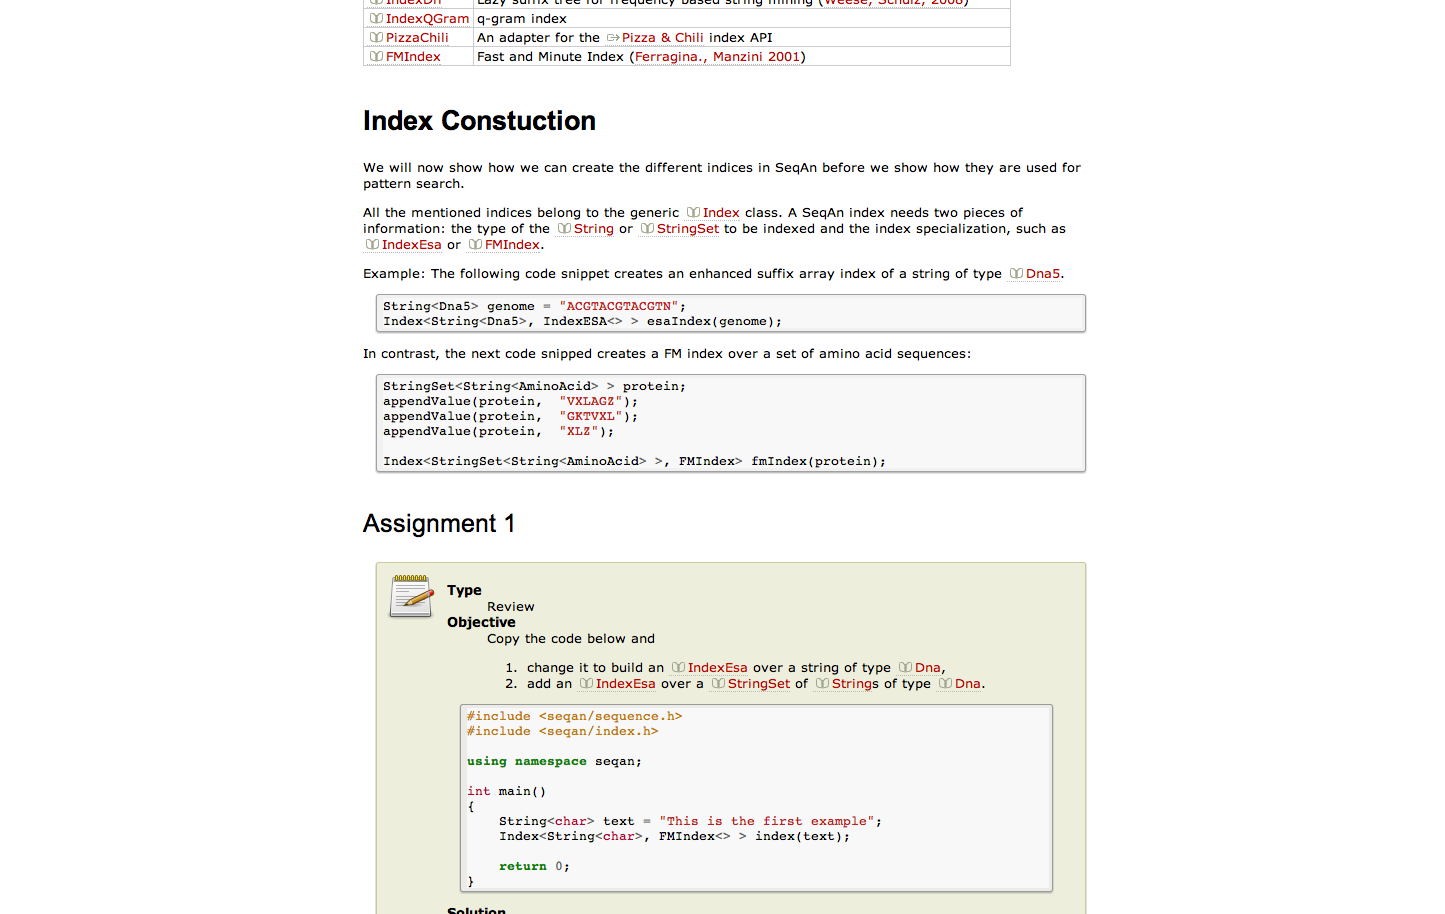 IndexDfi Lazy suffix tree for frequency based string mining (Weese, Schulz, 2008)
IndexQGram q-gram index
PizzaChili An adapter for the Pizza & Chili index API
FMIndex Fast and Minute Index (Ferragina., Manzini 2001)
Index Constuction
We will now show how we can create the different indices in SeqAn before we show how they are used for
pattern search.
All the mentioned indices belong to the generic Index class. A SeqAn index needs two pieces of
information: the type of the String or StringSet to be indexed and the index specialization, such as
IndexEsa or FMIndex.
Example: The following code snippet creates an enhanced suffix array index of a string of type Dna5.
String<Dna5> genome = "ACGTACGTACGTN";
Index<String<Dna5>, IndexESA<> > esaIndex(genome);
In contrast, the next code snipped creates a FM index over a set of amino acid sequences:
StringSet<String<AminoAcid> > protein;
appendValue(protein, "VXLAGZ");
appendValue(protein, "GKTVXL");
appendValue(protein, "XLZ");
Index<StringSet<String<AminoAcid> >, FMIndex> fmIndex(protein);
Assignment 1
Type
Review
Objective
Copy the code below and
1. change it to build an IndexEsa over a string of type Dna,
2. add an IndexEsa over a StringSet of Strings of type Dna.
#include <seqan/sequence.h>
#include <seqan/index.h>
using namespace seqan;
int main()
{
String<char> text = "This is the first example";
Index<String<char>, FMIndex<> > index(text);
return 0;
}
Solution